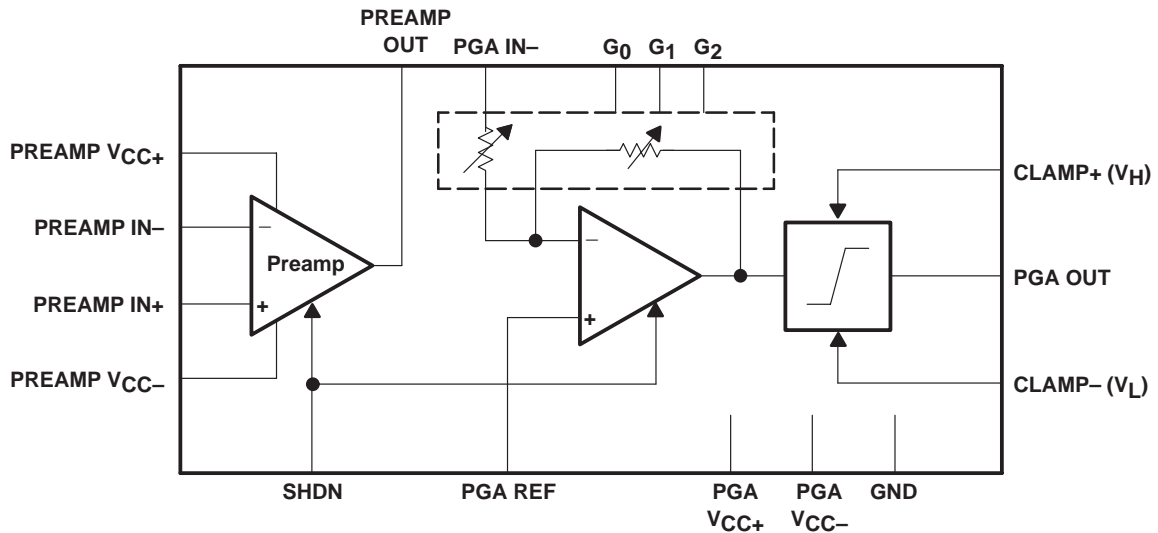 PREAMP
OUT
PGA IN–
G0
G1
G2
PREAMP VCC+
CLAMP+ (VH)
PREAMP IN–
–
Preamp
–
PGA OUT
PREAMP IN+
+
+
PREAMP VCC–
CLAMP– (VL)
SHDN
PGA REF
PGA
VCC+
PGA
VCC–
GND